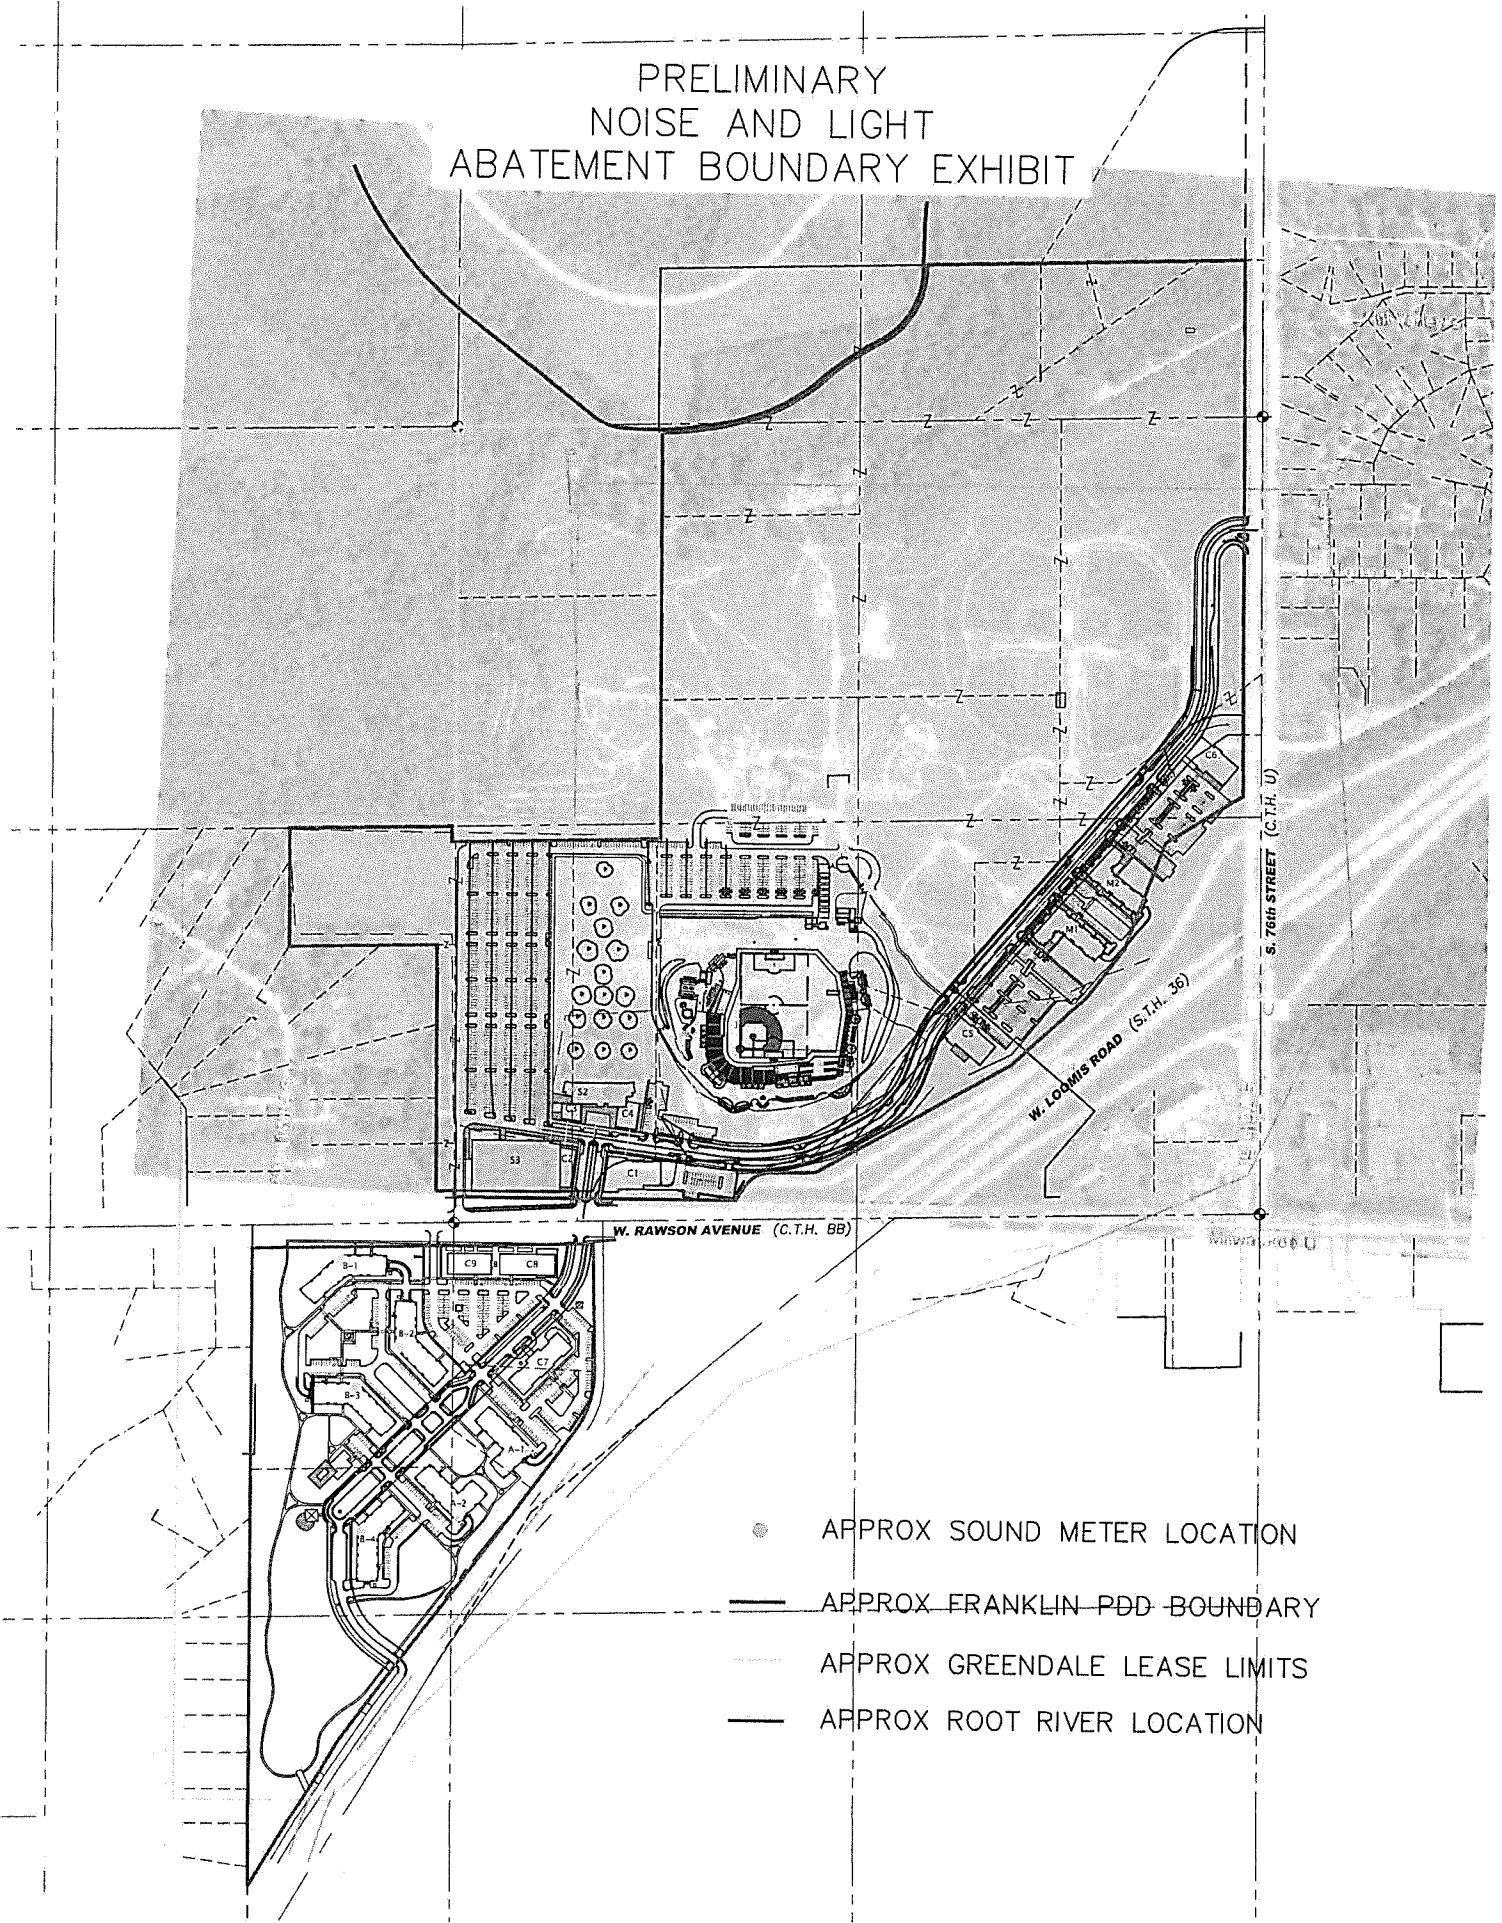 PRELIMINARY
NOISE AND LIGHT
ABATEMENT BOUNDARY EXHIBIT
C6
M2
M1
C5
S. 76th STREET (C.T.H. U)
W. LOOMIS ROAD (S.T.H. 36)
S2
C3
C4
S3
C2
C1
W. RAWSON AVENUE (C.T.H. BB)
B-1
C9
C8
B-2
C7
B-3
A-1
A-2
B-4
APPROX SOUND METER LOCATION
APPROX FRANKLIN PDD BOUNDARY
APPROX GREENDALE LEASE LIMITS
APPROX ROOT RIVER LOCATION